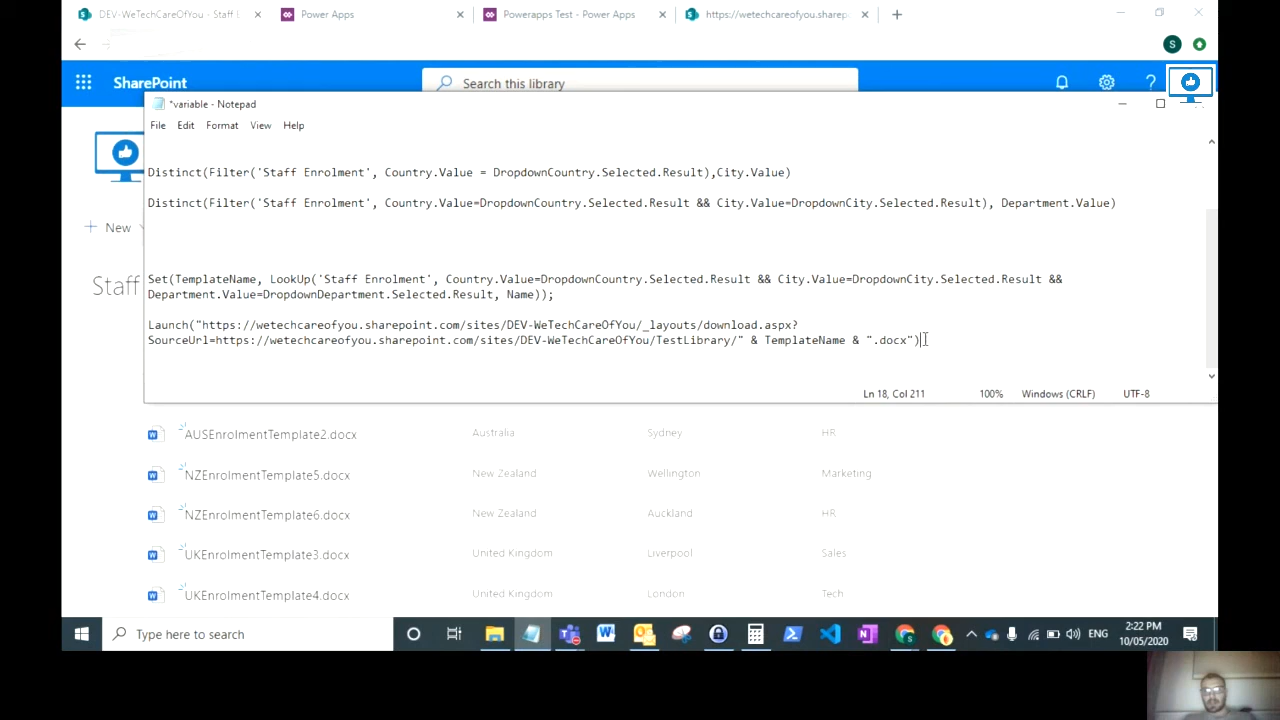 DEV-WeTechCareOfYou - Staff E
Power Apps
Powerapps Test - Power Apps
https://wetechcareofyou.sharep
S
SharePoint
Search this library
?
*variable - Notepad
File Edit Format View Help
Distinct(Filter('Staff Enrolment', Country.Value = DropdownCountry.Selected.Result),City.Value)
Distinct(Filter('Staff Enrolment', Country.Value=DropdownCountry.Selected.Result && City.Value=DropdownCity.Selected.Result), Department.Value)
+ New
Staff
Set(TemplateName, LookUp('Staff Enrolment', Country.Value=DropdownCountry.Selected.Result && City.Value=DropdownCity.Selected.Result &&
Department.Value=DropdownDepartment.Selected.Result, Name));
Launch("https://wetechcareofyou.sharepoint.com/sites/DEV-WeTechCareOfYou/_layouts/download.aspx?
SourceUrl=https://wetechcareofyou.sharepoint.com/sites/DEV-WeTechCareOfYou/TestLibrary/" & TemplateName & ".docx")
Ln 18, Col 211 100% Windows (CRLF) UTF-8
AUSEnrolmentTemplate2.docx Australia Sydney HR
NZEnrolmentTemplate5.docx New Zealand Wellington Marketing
NZEnrolmentTemplate6.docx New Zealand Auckland HR
UKEnrolmentTemplate3.docx United Kingdom Liverpool Sales
UKEnrolmentTemplate4.docx United Kingdom London Tech
Type here to search
ENG
2:22 PM
10/05/2020